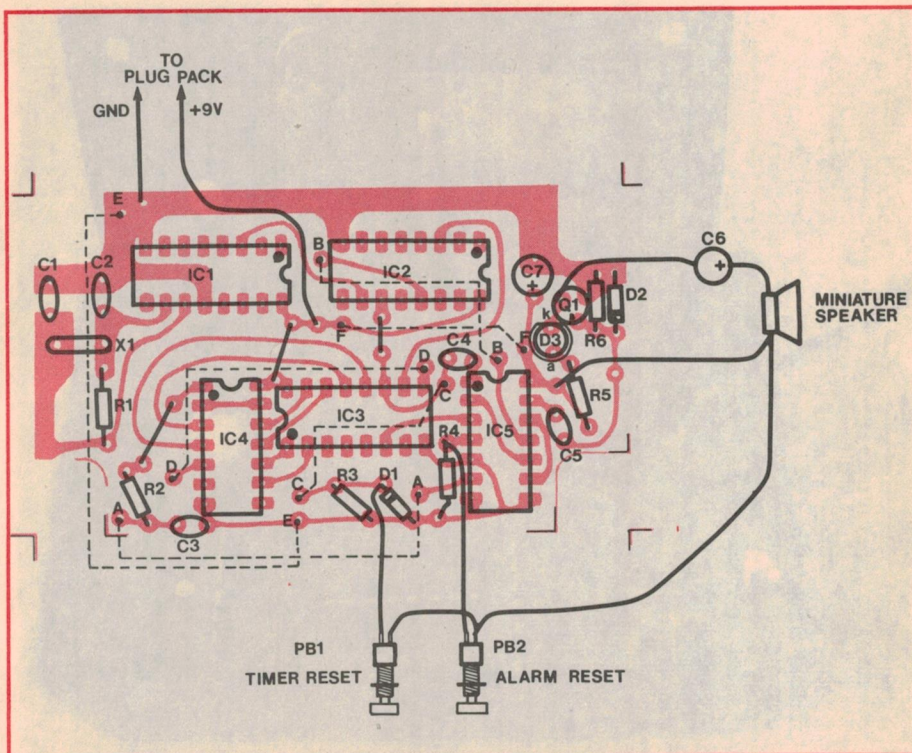 TO
PLUG PACK
GND
+9V
E
C1
C2
IC1
B
IC2
C7
+
C6
+
MINIATURE
SPEAKER
Q1
k
D3
a
R6
D2
X1
F
F
D
C4
B
C
R1
IC4
IC3
IC5
R4
R5
C5
D
R2
A
C3
C
E
R3
D1
A
PB1
TIMER RESET
PB2
ALARM RESET